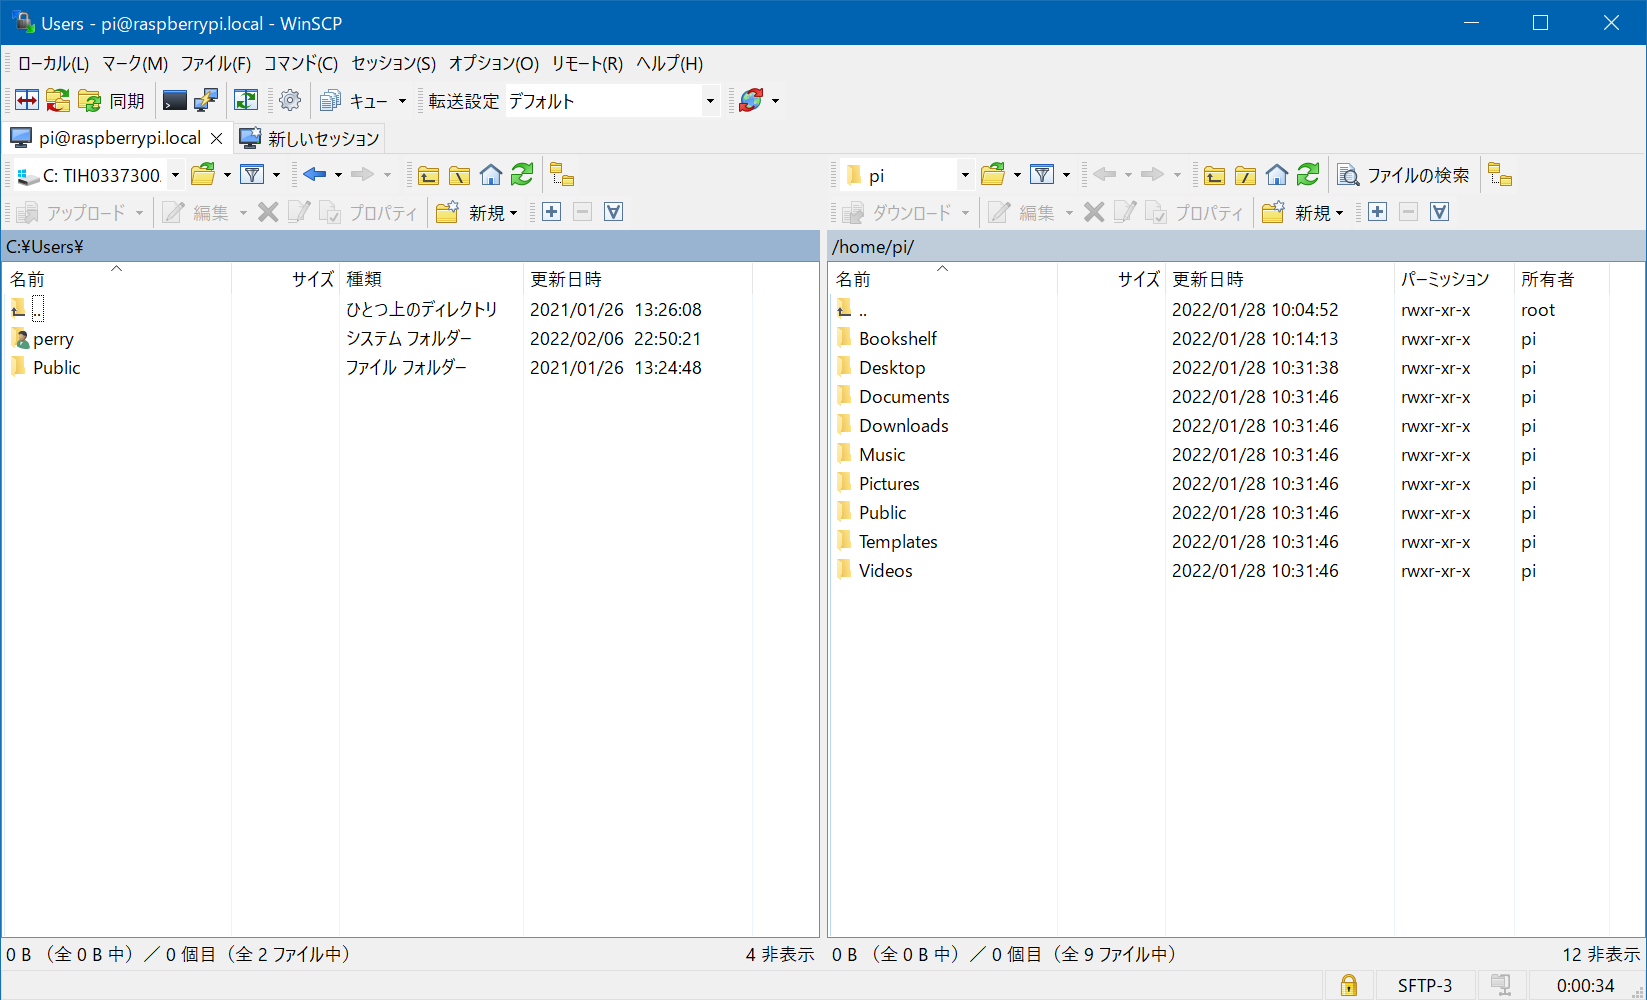 Users - pi@raspberrypi.local - WinSCP
ローカル(L) マーク(M) ファイル(F) コマンド(C) セッション(S) オプション(O) リモート(R) ヘルプ(H)
同期 キュー 転送設定 デフォルト
pi@raspberrypi.local 新しいセッション
C: TIH0337300. pi ファイルの検索
アップロード 編集 プロパティ 新規 ダウンロード 編集 プロパティ 新規
C:¥Users¥
名前 サイズ 種類 更新日時
.. ひとつ上のディレクトリ 2021/01/26 13:26:08
perry システム フォルダー 2022/02/06 22:50:21
Public ファイル フォルダー 2021/01/26 13:24:48
0 B （全 0 B 中）／ 0 個目（全 2 ファイル中） 4 非表示
/home/pi/
名前 サイズ 更新日時 パーミッション 所有者
.. 2022/01/28 10:04:52 rwxr-xr-x root
Bookshelf 2022/01/28 10:14:13 rwxr-xr-x pi
Desktop 2022/01/28 10:31:38 rwxr-xr-x pi
Documents 2022/01/28 10:31:46 rwxr-xr-x pi
Downloads 2022/01/28 10:31:46 rwxr-xr-x pi
Music 2022/01/28 10:31:46 rwxr-xr-x pi
Pictures 2022/01/28 10:31:46 rwxr-xr-x pi
Public 2022/01/28 10:31:46 rwxr-xr-x pi
Templates 2022/01/28 10:31:46 rwxr-xr-x pi
Videos 2022/01/28 10:31:46 rwxr-xr-x pi
0 B （全 0 B 中）／ 0 個目（全 9 ファイル中） 12 非表示
SFTP-3 0:00:34